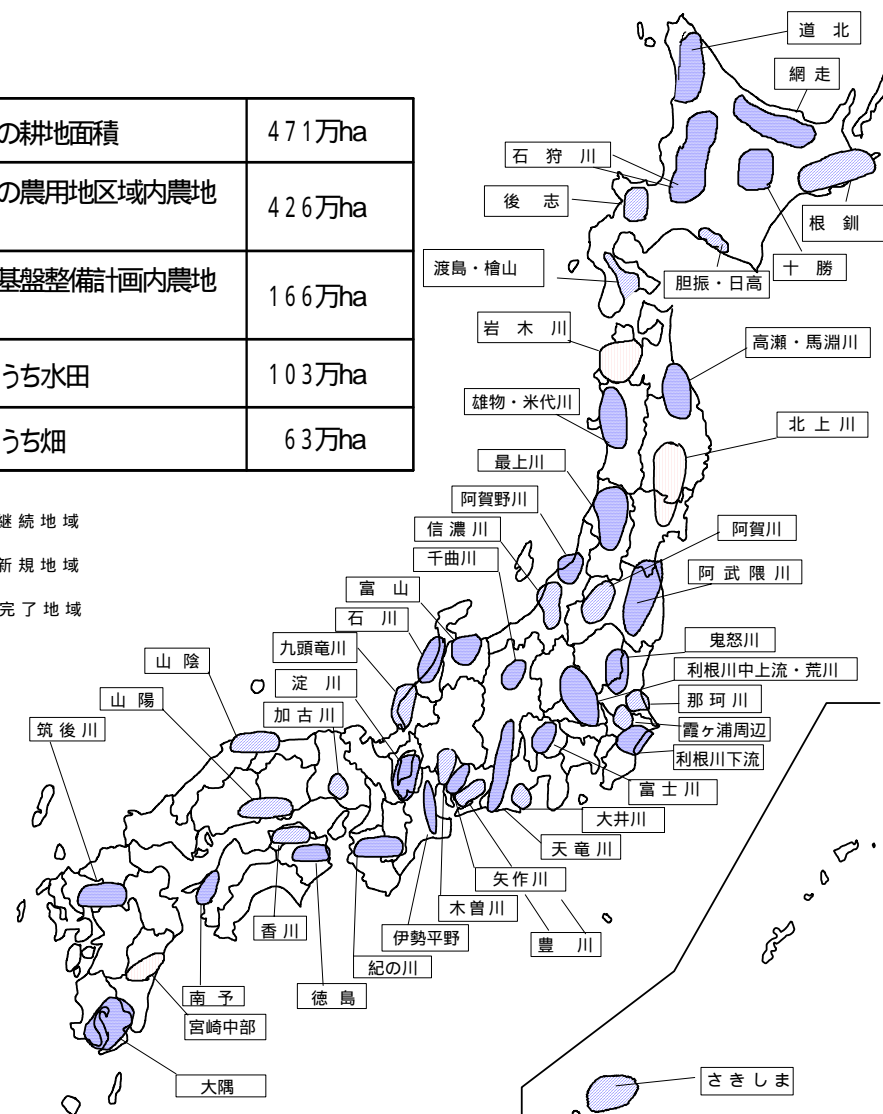 の耕地面積
471万ha
の農用地区域内農地
426万ha
基盤整備計画内農地
166万ha
うち水田
103万ha
うち畑
63万ha
継続地域
新規地域
完了地域
道北
網走
石狩川
後志
根釧
十勝
胆振・日高
渡島・檜山
岩木川
高瀬・馬淵川
雄物・米代川
北上川
最上川
阿賀野川
信濃川
千曲川
阿賀川
阿武隈川
富山
石川
九頭竜川
淀川
加古川
山陰
山陽
筑後川
鬼怒川
利根川中上流・荒川
那珂川
霞ヶ浦周辺
利根川下流
富士川
大井川
天竜川
矢作川
木曽川
豊川
伊勢平野
紀の川
香川
徳島
南予
宮崎中部
大隅
さきしま